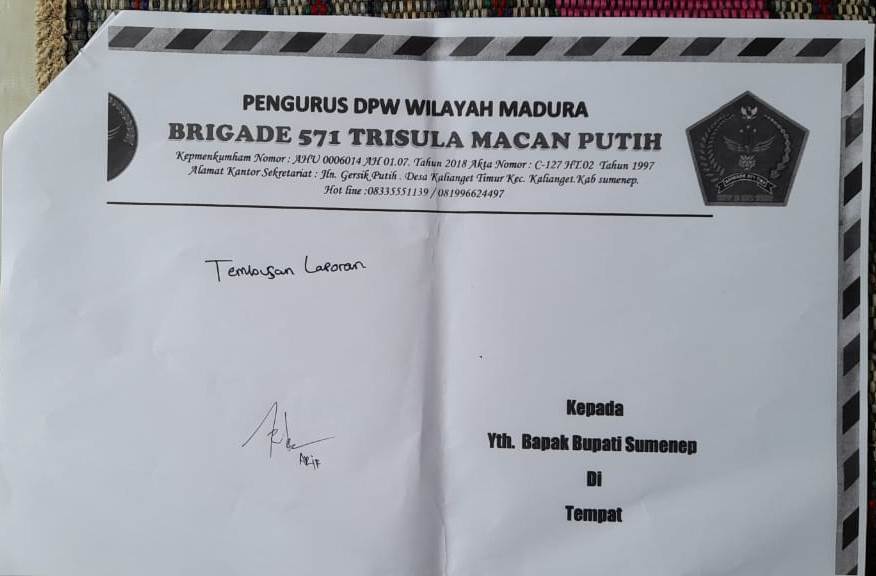 PENGURUS DPW WILAYAH MADURA
BRIGADE 571 TRISULA MACAN PUTIH
Kepmenkumham Nomor : AHU 0006014 AH 01.07. Tahun 2018 Akta Nomor : C-127 HT.02 Tahun 1997
Alamat Kantor Sekretariat : Jln. Gersik Putih . Desa Kalianget Timur Kec. Kalianget.Kab sumenep.
Hot line :08335551139 / 081996624497
Tembusan Laporan
ARIF
Kepada
Yth. Bapak Bupati Sumenep
Di
Tempat